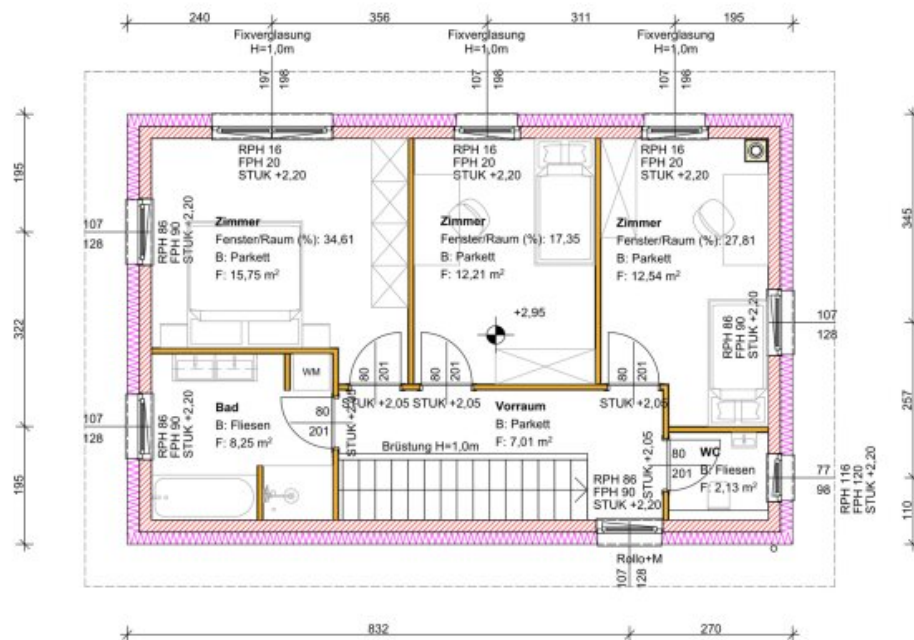 240
356
311
195
Fixverglasung
H=1,0m
Fixverglasung
H=1,0m
Fixverglasung
H=1,0m
197
198
107
198
107
198
RPH 16
FPH 20
STUK +2,20
RPH 16
FPH 20
STUK +2,20
RPH 16
FPH 20
STUK +2,20
195
322
195
345
257
110
107
128
RPH 86
FPH 90
STUK +2,20
Zimmer
Fenster/Raum (%): 34,61
B: Parkett
F: 15,75 m²
Zimmer
Fenster/Raum (%): 17,35
B: Parkett
F: 12,21 m²
Zimmer
Fenster/Raum (%): 27,81
B: Parkett
F: 12,54 m²
+2,95
107
128
RPH 86
FPH 90
STUK +2,20
80
201
STUK +2,05
80
201
STUK +2,05
80
201
STUK +2,05
WM
107
128
RPH 86
FPH 90
STUK +2,20
Bad
B: Fliesen
F: 8,25 m²
80
201
STUK +2,05
Vorraum
B: Parkett
F: 7,01 m²
Brüstung H=1,0m
80
201
STUK +2,05
WC
B: Fliesen
F: 2,13 m²
77
98
RPH 116
FPH 120
STUK +2,20
RPH 86
FPH 90
STUK +2,20
Rollo+M
107
128
832
270